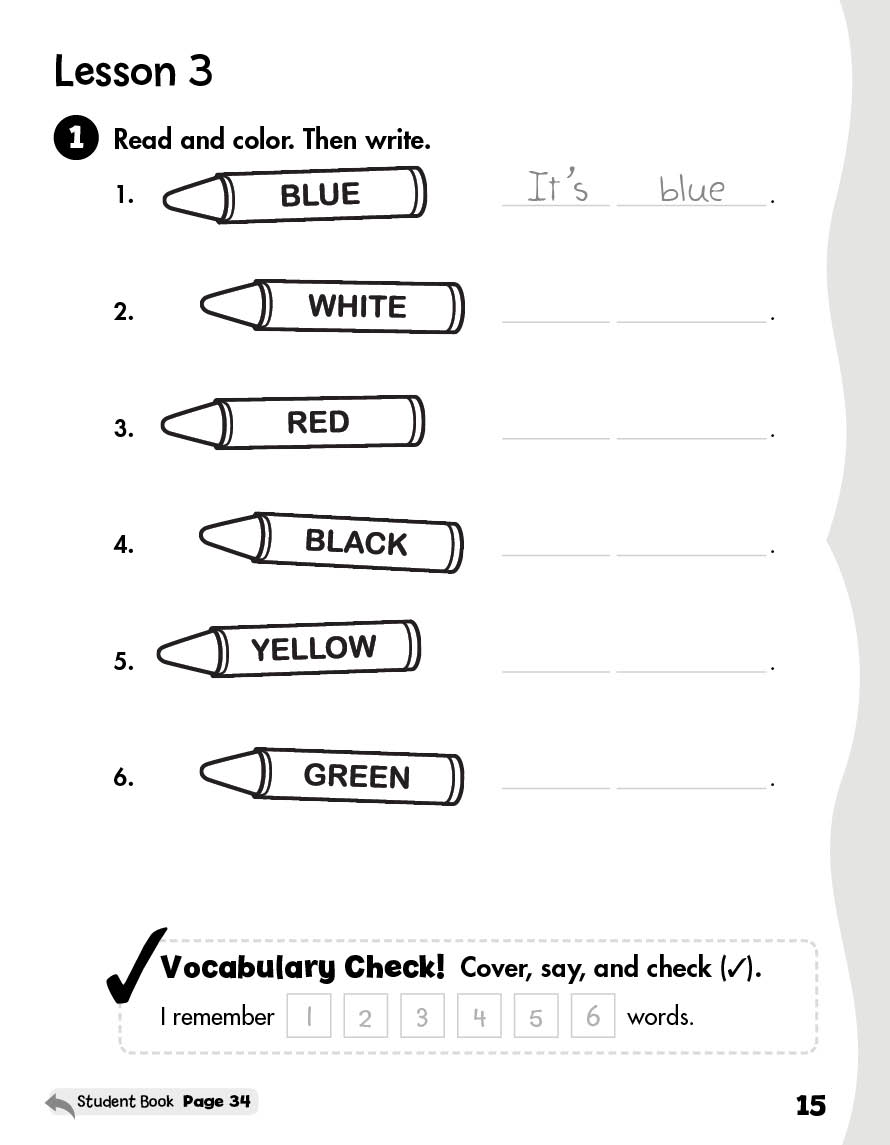 Lesson 3
1 Read and color. Then write.
1. BLUE It's blue.
2. WHITE ______ ______.
3. RED ______ ______.
4. BLACK ______ ______.
5. YELLOW ______ ______.
6. GREEN ______ ______.
Vocabulary Check! Cover, say, and check (✓).
I remember 1 2 3 4 5 6 words.
Student Book Page 34
15